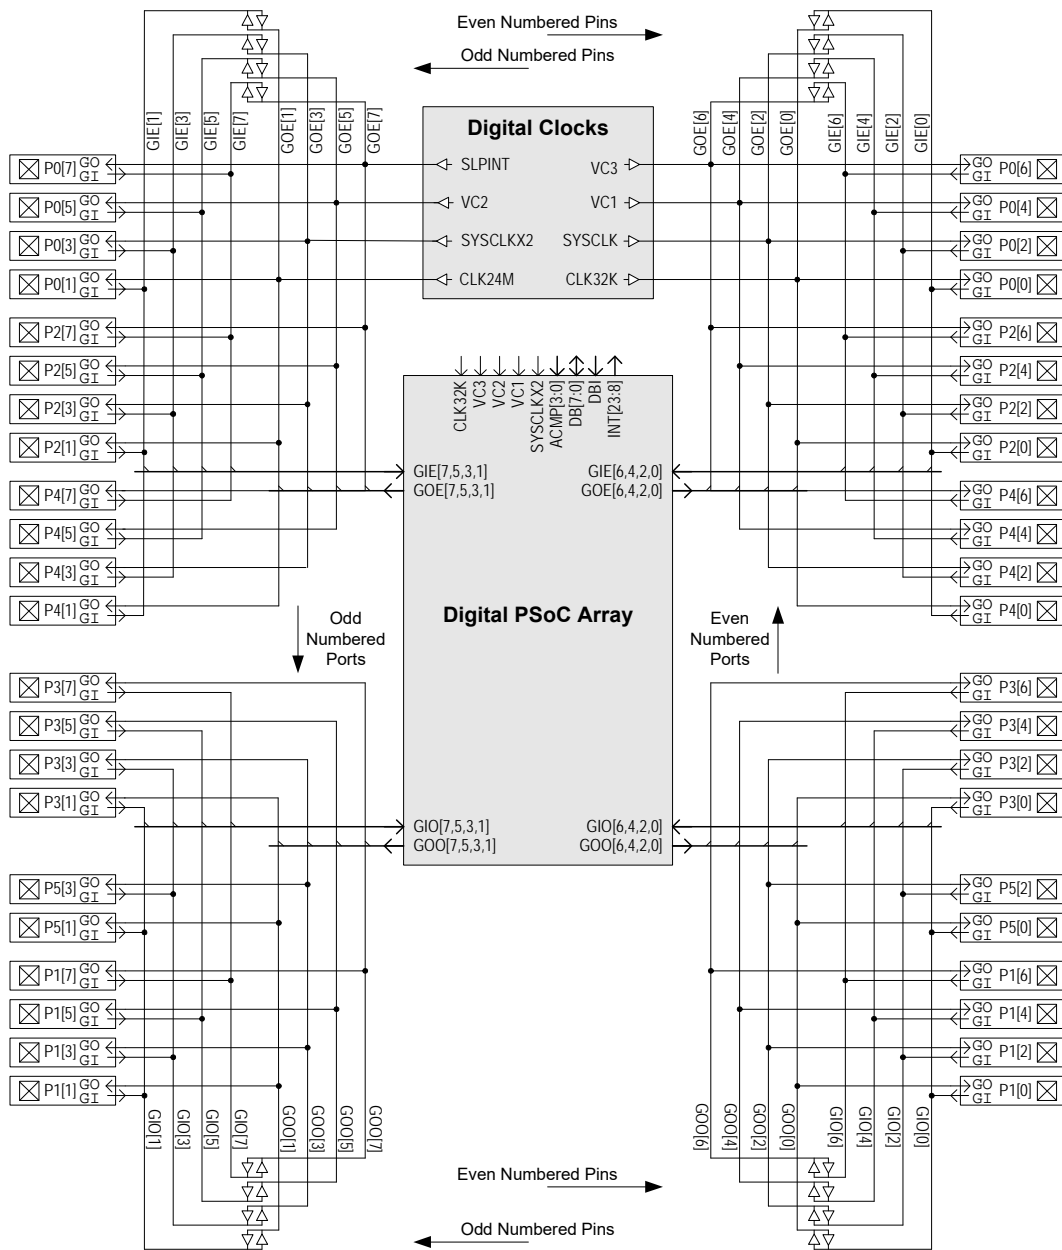 Even Numbered Pins
Odd Numbered Pins
GIE[1]
GIE[3]
GIE[5]
GIE[7]
GOE[1]
GOE[3]
GOE[5]
GOE[7]
Digital Clocks
SLPINT
VC3
VC2
VC1
SYSCLKX2
SYSCLK
CLK24M
CLK32K
GOE[6]
GOE[4]
GOE[2]
GOE[0]
GIE[6]
GIE[4]
GIE[2]
GIE[0]
P0[7] GO GI
P0[5] GO GI
P0[3] GO GI
P0[1] GO GI
P2[7] GO GI
P2[5] GO GI
P2[3] GO GI
P2[1] GO GI
P4[7] GO GI
P4[5] GO GI
P4[3] GO GI
P4[1] GO GI
GO GI P0[6]
GO GI P0[4]
GO GI P0[2]
GO GI P0[0]
GO GI P2[6]
GO GI P2[4]
GO GI P2[2]
GO GI P2[0]
GO GI P4[6]
GO GI P4[4]
GO GI P4[2]
GO GI P4[0]
CLK32K
VC3
VC2
VC1
SYSCLKX2
ACMP[3:0]
DB[7:0]
DBI
INT[23:8]
GIE[7,5,3,1]
GOE[7,5,3,1]
GIE[6,4,2,0]
GOE[6,4,2,0]
Digital PSoC Array
Odd
Numbered
Ports
Even
Numbered
Ports
GIO[7,5,3,1]
GOO[7,5,3,1]
GIO[6,4,2,0]
GOO[6,4,2,0]
P3[7] GO GI
P3[5] GO GI
P3[3] GO GI
P3[1] GO GI
P5[3] GO GI
P5[1] GO GI
P1[7] GO GI
P1[5] GO GI
P1[3] GO GI
P1[1] GO GI
GO GI P3[6]
GO GI P3[4]
GO GI P3[2]
GO GI P3[0]
GO GI P5[2]
GO GI P5[0]
GO GI P1[6]
GO GI P1[4]
GO GI P1[2]
GO GI P1[0]
GIO[1]
GIO[3]
GIO[5]
GIO[7]
GOO[1]
GOO[3]
GOO[5]
GOO[7]
GOO[6]
GOO[4]
GOO[2]
GOO[0]
GIO[6]
GIO[4]
GIO[2]
GIO[0]
Even Numbered Pins
Odd Numbered Pins